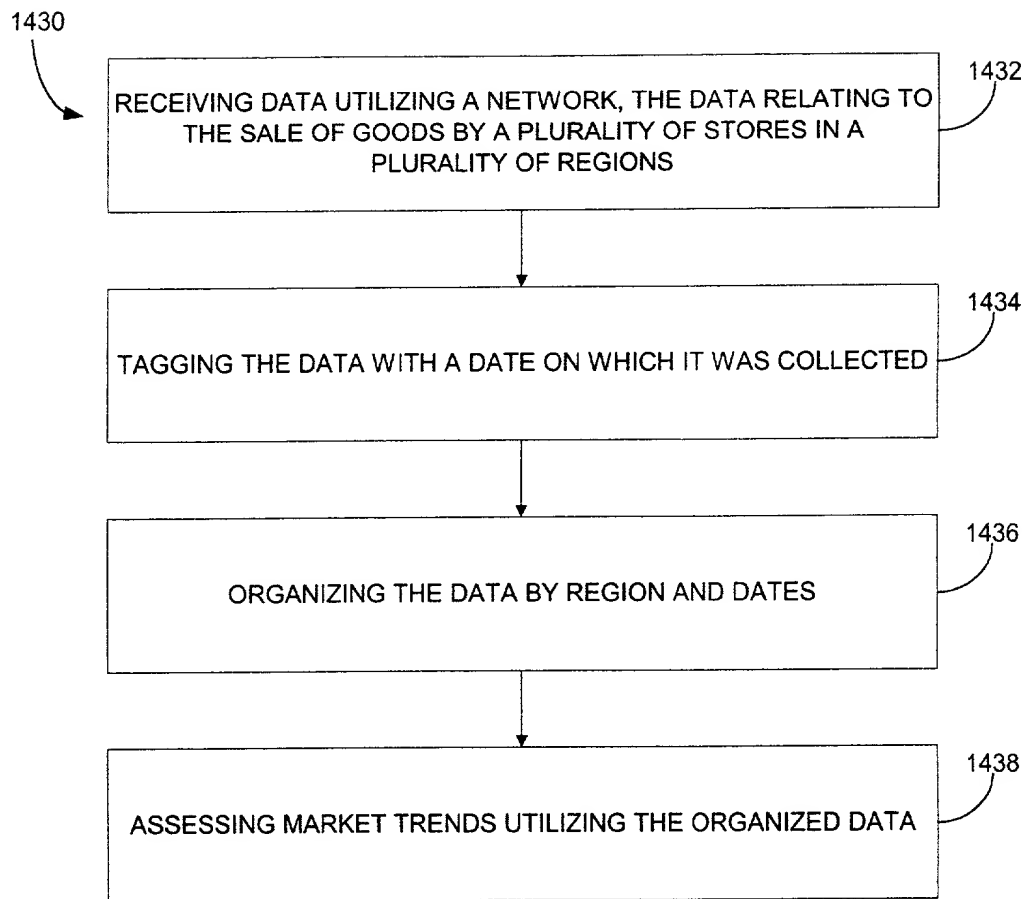 1430
1432
RECEIVING DATA UTILIZING A NETWORK, THE DATA RELATING TO
THE SALE OF GOODS BY A PLURALITY OF STORES IN A
PLURALITY OF REGIONS
1434
TAGGING THE DATA WITH A DATE ON WHICH IT WAS COLLECTED
1436
ORGANIZING THE DATA BY REGION AND DATES
1438
ASSESSING MARKET TRENDS UTILIZING THE ORGANIZED DATA